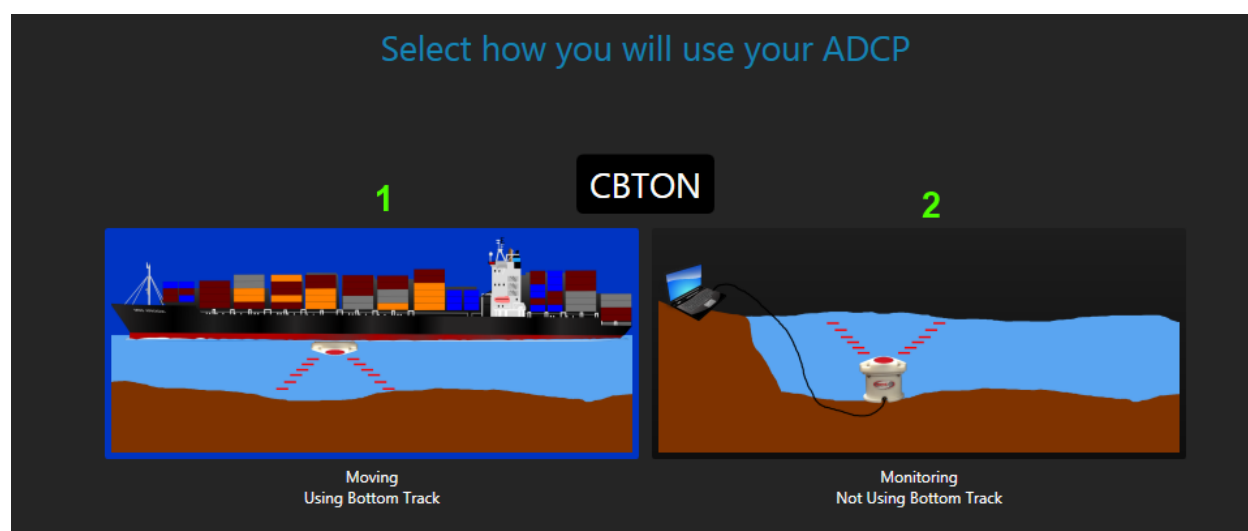 Select how you will use your ADCP
CBTON
1
2
Moving
Using Bottom Track
Monitoring
Not Using Bottom Track